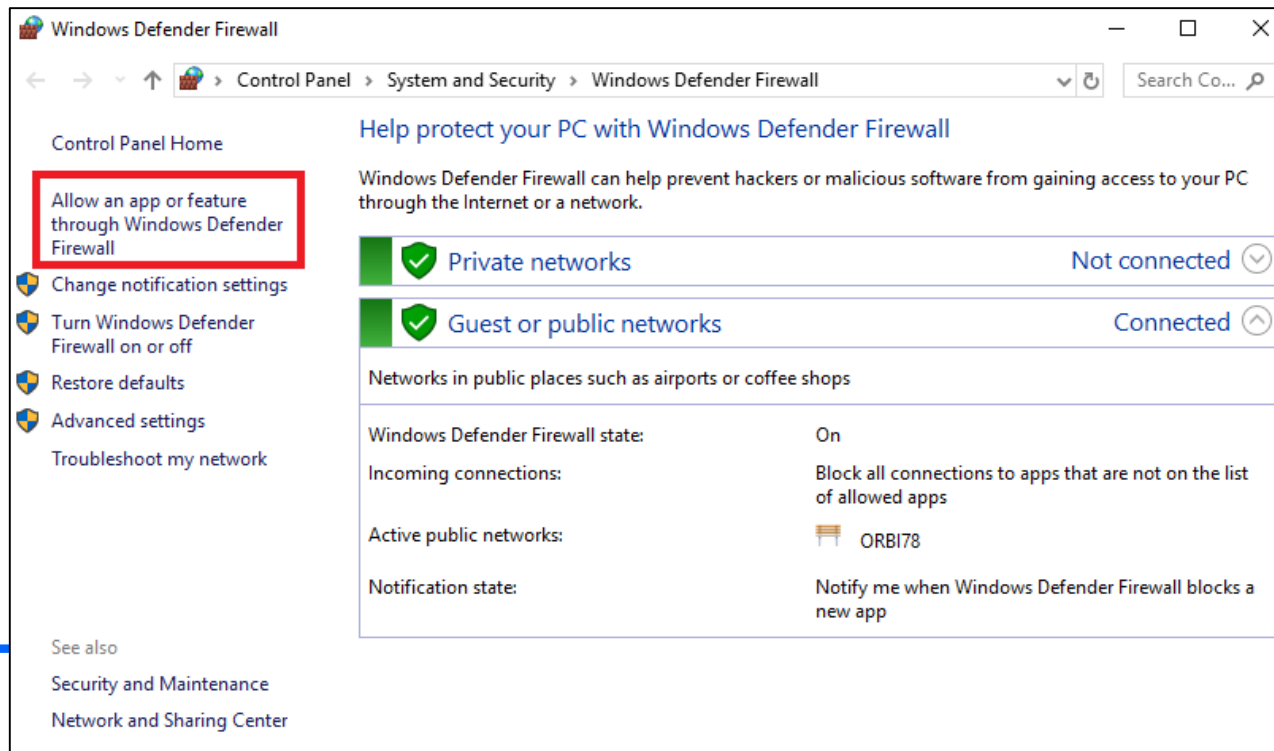 Windows Defender Firewall
Control Panel > System and Security > Windows Defender Firewall
Search Co...
Control Panel Home
Allow an app or feature
through Windows Defender
Firewall
Change notification settings
Turn Windows Defender
Firewall on or off
Restore defaults
Advanced settings
Troubleshoot my network
See also
Security and Maintenance
Network and Sharing Center
Help protect your PC with Windows Defender Firewall
Windows Defender Firewall can help prevent hackers or malicious software from gaining access to your PC
through the Internet or a network.
Private networks Not connected
Guest or public networks Connected
Networks in public places such as airports or coffee shops
Windows Defender Firewall state: On
Incoming connections: Block all connections to apps that are not on the list
of allowed apps
Active public networks: ORBI78
Notification state: Notify me when Windows Defender Firewall blocks a
new app